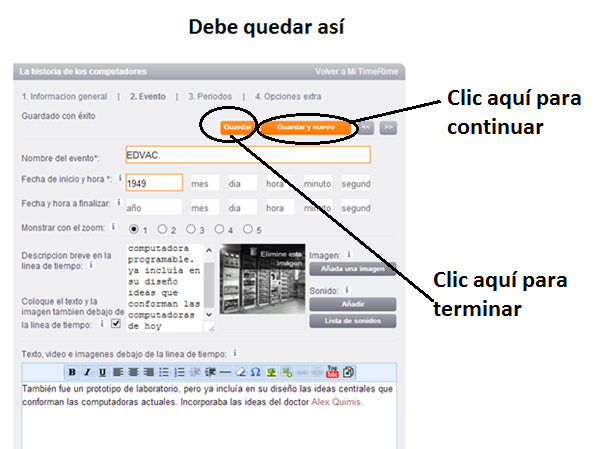 Debe quedar así
La historia de los computadores Volver a Mi TimeRime
1. Informacion general | 2. Evento | 3. Periodos | 4. Opciones extra
Guardado con éxito
Guardar Guardar y nuevo << >>
Clic aquí para
continuar
Nombre del evento*: EDVAC.
Fecha de inicio y hora *: i 1949 mes dia hora minuto segund
Fecha y hora a finalizar: i año mes dia hora minuto segund
Monstrar con el zoom: i 1 2 3 4 5
Descripcion breve en la
linea de tiempo: i
computadora
programable.
ya incluia en
su diseño
ideas que
conforman las
computadoras
de hoy
Elimine esta
imágen
Imagen: i
Añada una imagen
Sonido: i
Añadir
Lista de sonidos
Clic aquí para
terminar
Coloque el texto y la
imagen tambien debajo de
la linea de tiempo: i
Texto, video e imagenes debajo de la linea de tiempo: i
B I U You Tube
También fue un prototipo de laboratorio, pero ya incluía en su diseño las ideas centrales que
conforman las computadoras actuales. Incorporaba las ideas del doctor Alex Quimis.